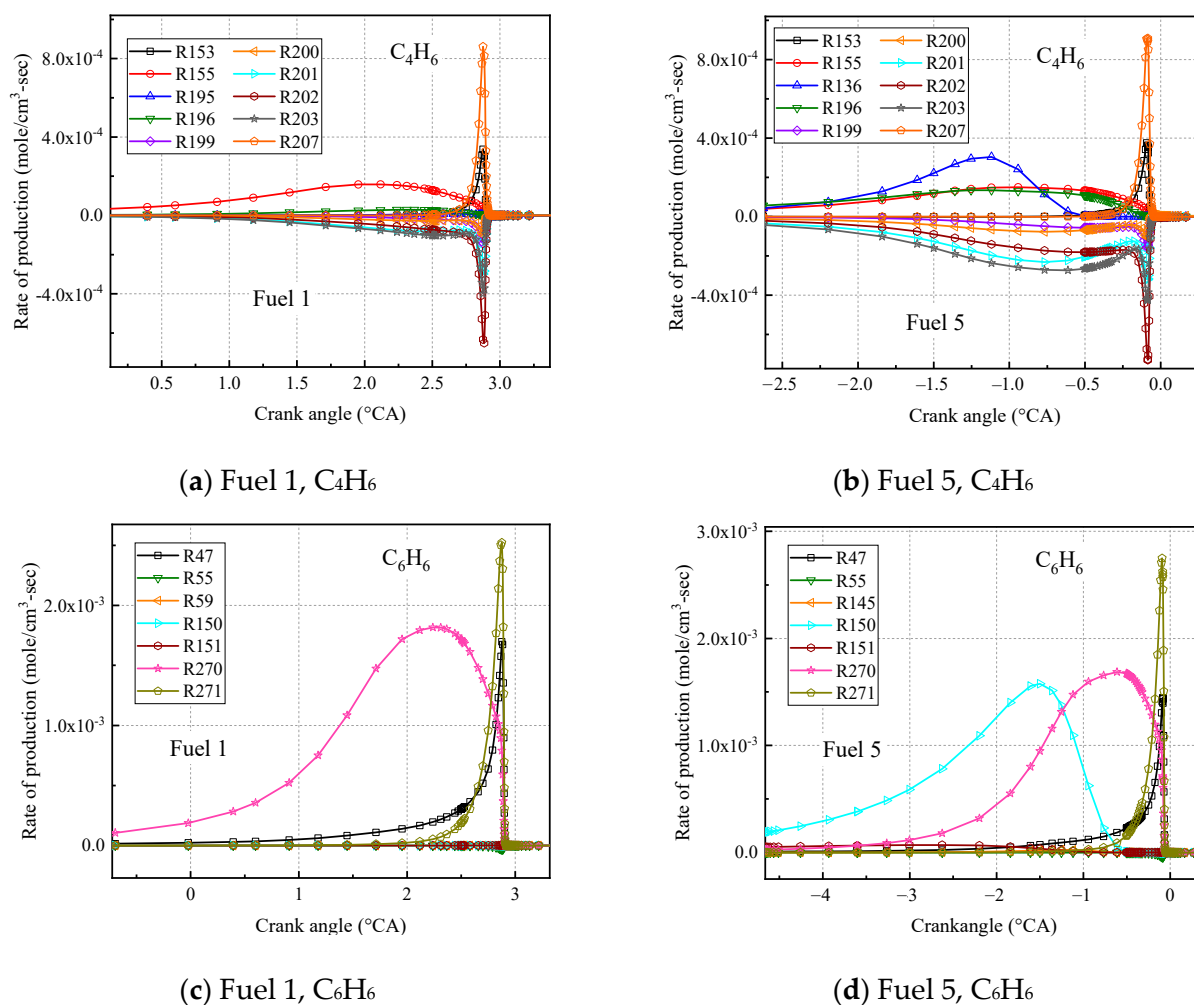 Rate of production (mole/cm³-sec)
8.0x10⁻⁴
4.0x10⁻⁴
0.0
-4.0x10⁻⁴
R153 R200
R155 R201
R195 R202
R196 R203
R199 R207
C₄H₆
Fuel 1
0.5 1.0 1.5 2.0 2.5 3.0
Crank angle (°CA)
(a) Fuel 1, C₄H₆
Rate of production (mole/cm³-sec)
8.0x10⁻⁴
4.0x10⁻⁴
0.0
-4.0x10⁻⁴
R153 R200
R155 R201
R136 R202
R196 R203
R199 R207
C₄H₆
Fuel 5
−2.5 −2.0 −1.5 −1.0 −0.5 0.0
Crank angle (°CA)
(b) Fuel 5, C₄H₆
Rate of production (mole/cm³-sec)
2.0x10⁻³
1.0x10⁻³
0.0
R47
R55
R59
R150
R151
R270
R271
C₆H₆
Fuel 1
0 1 2 3
Crank angle (°CA)
(c) Fuel 1, C₆H₆
Rate of production (mole/cm³-sec)
3.0x10⁻³
2.0x10⁻³
1.0x10⁻³
0.0
R47
R55
R145
R150
R151
R270
R271
C₆H₆
Fuel 5
−4 −3 −2 −1 0
Crankangle (°CA)
(d) Fuel 5, C₆H₆